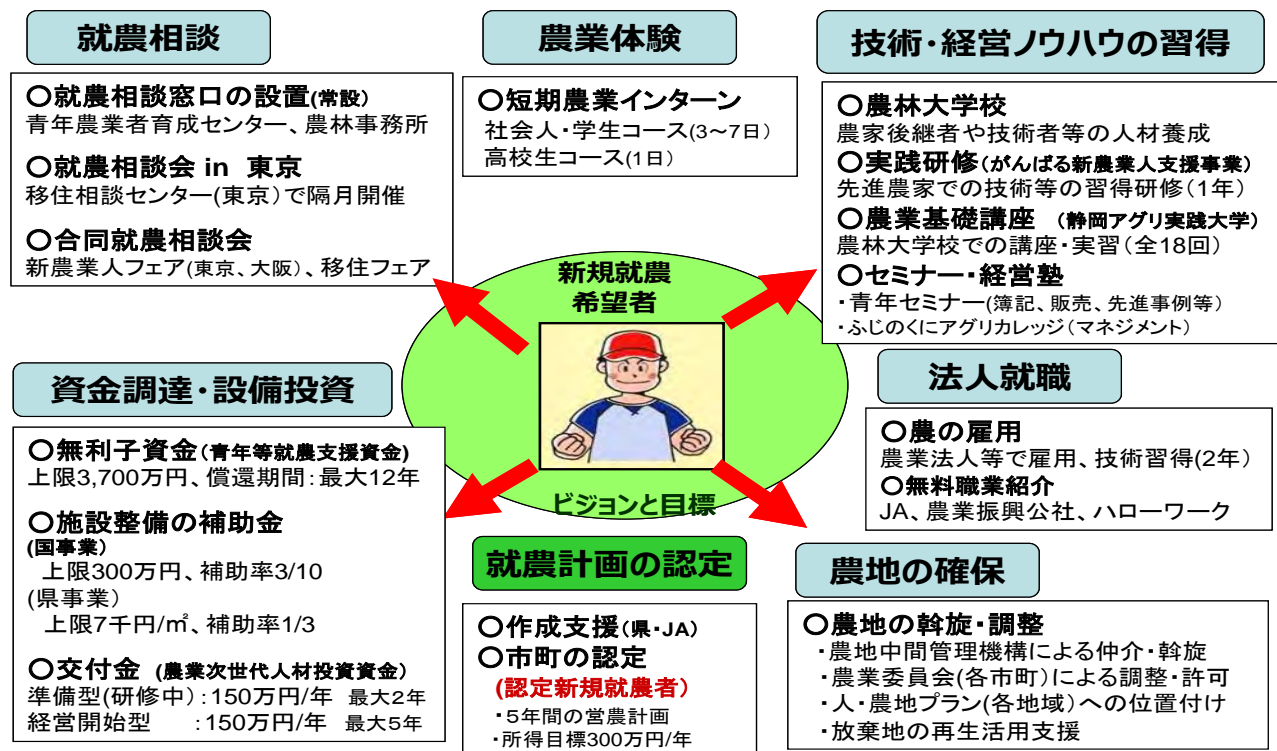 就農相談
〇就農相談窓口の設置(常設)
青年農業者育成センター、農林事務所
〇就農相談会 in 東京
移住相談センター(東京)で隔月開催
〇合同就農相談会
新農業人フェア(東京、大阪)、移住フェア
農業体験
〇短期農業インターン
社会人・学生コース(3～7日)
高校生コース(1日)
技術・経営ノウハウの習得
〇農林大学校
農家後継者や技術者等の人材養成
〇実践研修(がんばる新農業人支援事業)
先進農家での技術等の習得研修(1年)
〇農業基礎講座 (静岡アグリ実践大学)
農林大学校での講座・実習(全18回)
〇セミナー・経営塾
・青年セミナー(簿記、販売、先進事例等)
・ふじのくにアグリカレッジ(マネジメント)
新規就農
希望者
ビジョンと目標
資金調達・設備投資
〇無利子資金(青年等就農支援資金)
上限3,700万円、償還期間:最大12年
〇施設整備の補助金
(国事業)
上限300万円、補助率3/10
(県事業)
上限7千円/㎡、補助率1/3
〇交付金 (農業次世代人材投資資金)
準備型(研修中):150万円/年 最大2年
経営開始型 :150万円/年 最大5年
法人就職
〇農の雇用
農業法人等で雇用、技術習得(2年)
〇無料職業紹介
JA、農業振興公社、ハローワーク
就農計画の認定
〇作成支援(県・JA)
〇市町の認定
(認定新規就農者)
・5年間の営農計画
・所得目標300万円/年
農地の確保
〇農地の斡旋・調整
・農地中間管理機構による仲介・斡旋
・農業委員会(各市町)による調整・許可
・人・農地プラン(各地域)への位置付け
・放棄地の再生活用支援